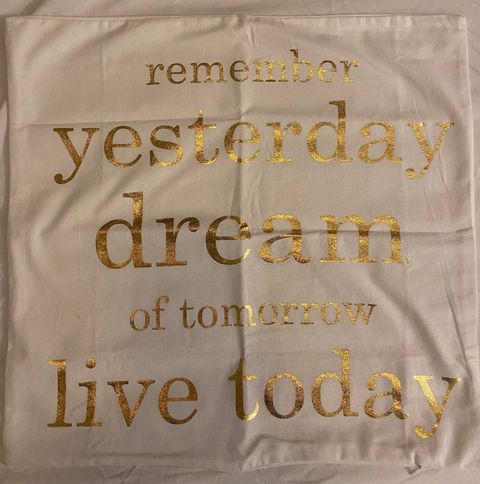 remember
yesterday
dream
of tomorrow
live today